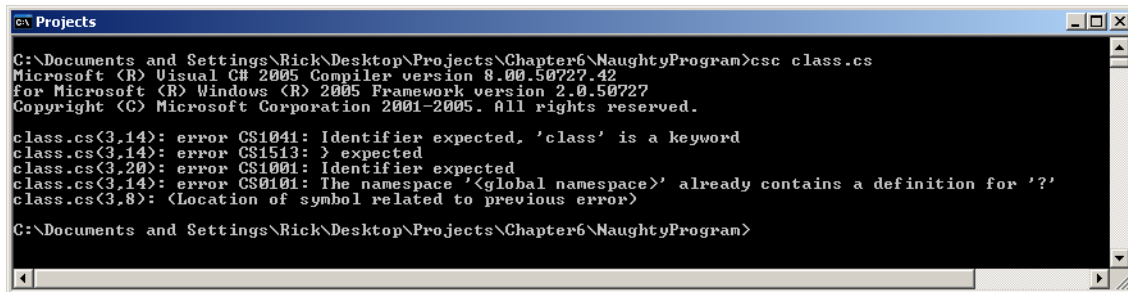 Projects
C:\Documents and Settings\Rick\Desktop\Projects\Chapter6\NaughtyProgram>csc class.cs
Microsoft (R) Visual C# 2005 Compiler version 8.00.50727.42
for Microsoft (R) Windows (R) 2005 Framework version 2.0.50727
Copyright (C) Microsoft Corporation 2001-2005. All rights reserved.
class.cs(3,14): error CS1041: Identifier expected, 'class' is a keyword
class.cs(3,14): error CS1513: } expected
class.cs(3,20): error CS1001: Identifier expected
class.cs(3,14): error CS0101: The namespace '<global namespace>' already contains a definition for '?'
class.cs(3,8): (Location of symbol related to previous error)
C:\Documents and Settings\Rick\Desktop\Projects\Chapter6\NaughtyProgram>